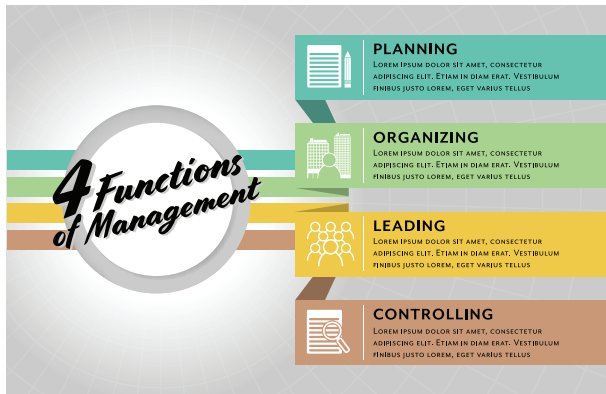 4 Functions
of Management
PLANNING
Lorem ipsum dolor sit amet, consectetur
adipiscing elit. Etiam in diam erat. Vestibulum
finibus justo lorem, eget varius tellus
ORGANIZING
Lorem ipsum dolor sit amet, consectetur
adipiscing elit. Etiam in diam erat. Vestibulum
finibus justo lorem, eget varius tellus
LEADING
Lorem ipsum dolor sit amet, consectetur
adipiscing elit. Etiam in diam erat. Vestibulum
finibus justo lorem, eget varius tellus
CONTROLLING
Lorem ipsum dolor sit amet, consectetur
adipiscing elit. Etiam in diam erat. Vestibulum
finibus justo lorem, eget varius tellus